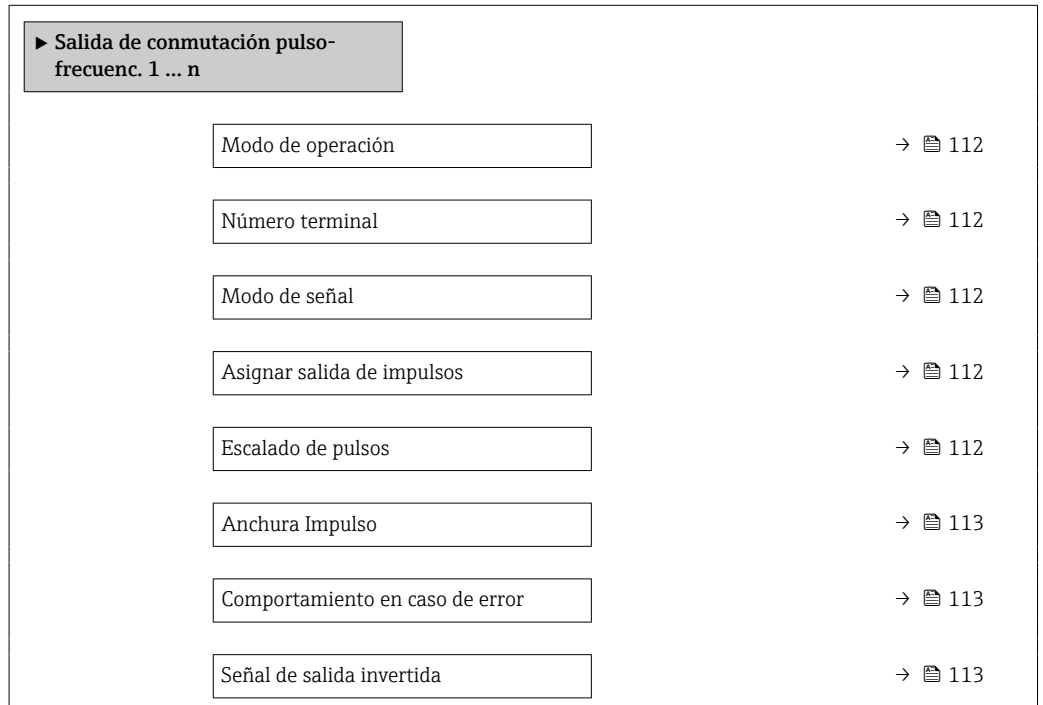 ▸ Salida de conmutación pulso-
frecuenc. 1 ... n
Modo de operación → 112
Número terminal → 112
Modo de señal → 112
Asignar salida de impulsos → 112
Escalado de pulsos → 112
Anchura Impulso → 113
Comportamiento en caso de error → 113
Señal de salida invertida → 113